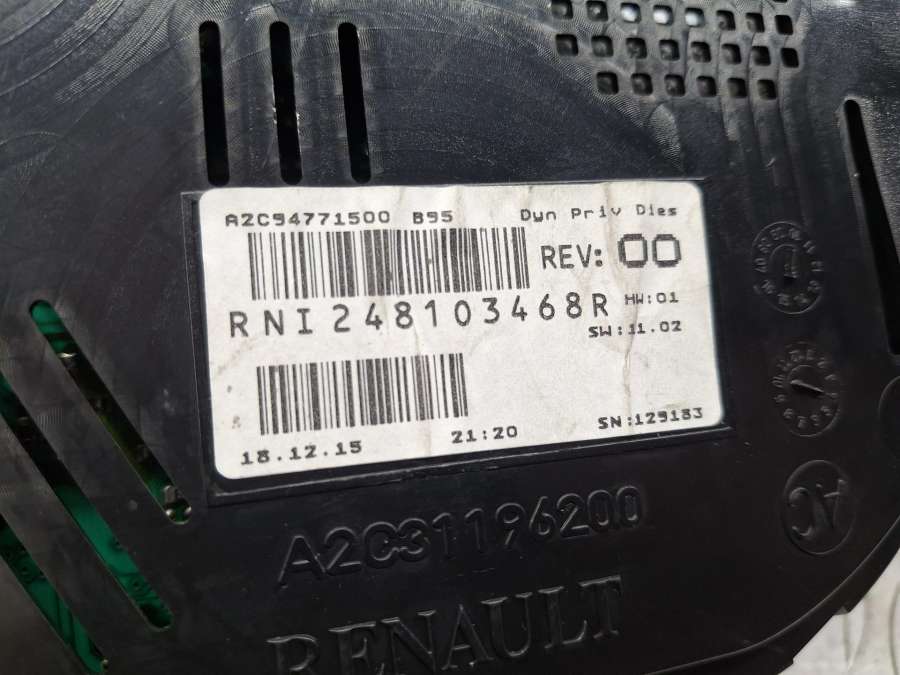 A2C94771500 B95 Dyn Priv Dies
REV: 00
RNI248103468R HW:01
SW:11.02
18.12.15 21:20 SN:129183
AC
A2C31196200
RENAULT